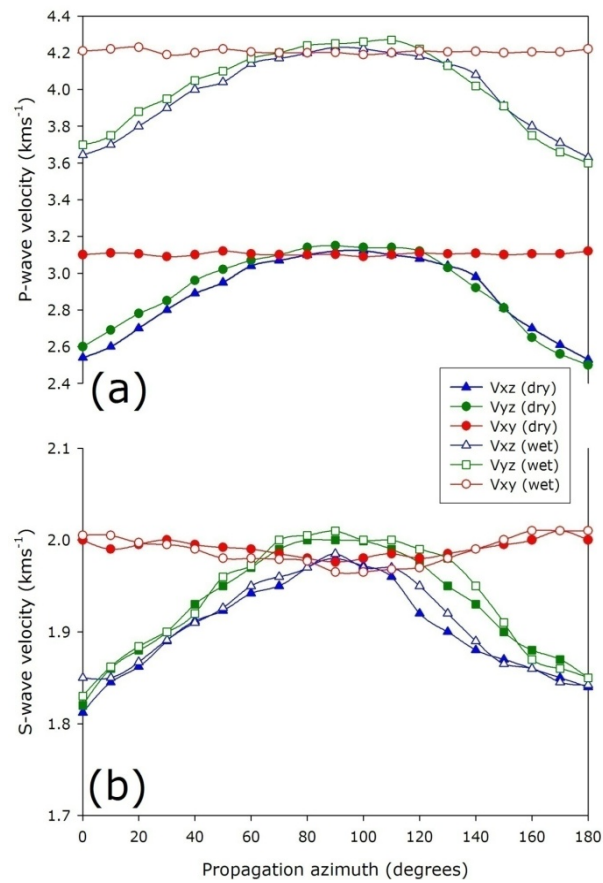 4.4
4.2
4.0
3.8
3.6
3.4
3.2
3.0
2.8
2.6
2.4
P-wave velocity (kms-1)
(a)
Vxz (dry)
Vyz (dry)
Vxy (dry)
Vxz (wet)
Vyz (wet)
Vxy (wet)
2.1
2.0
1.9
1.8
1.7
S-wave velocity (kms-1)
(b)
0 20 40 60 80 100 120 140 160 180
Propagation azimuth (degrees)